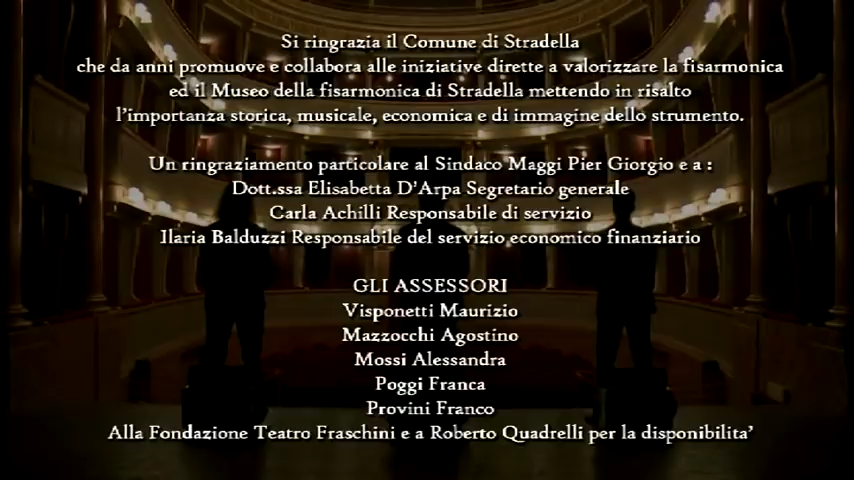 Si ringrazia il Comune di Stradella
che da anni promuove e collabora alle iniziative dirette a valorizzare la fisarmonica
ed il Museo della fisarmonica di Stradella mettendo in risalto
l'importanza storica, musicale, economica e di immagine dello strumento.
Un ringraziamento particolare al Sindaco Maggi Pier Giorgio e a :
Dott.ssa Elisabetta D'Arpa Segretario generale
Carla Achilli Responsabile di servizio
Ilaria Balduzzi Responsabile del servizio economico finanziario
GLI ASSESSORI
Visponetti Maurizio
Mazzocchi Agostino
Mossi Alessandra
Poggi Franca
Provini Franco
Alla Fondazione Teatro Fraschini e a Roberto Quadrelli per la disponibilita'